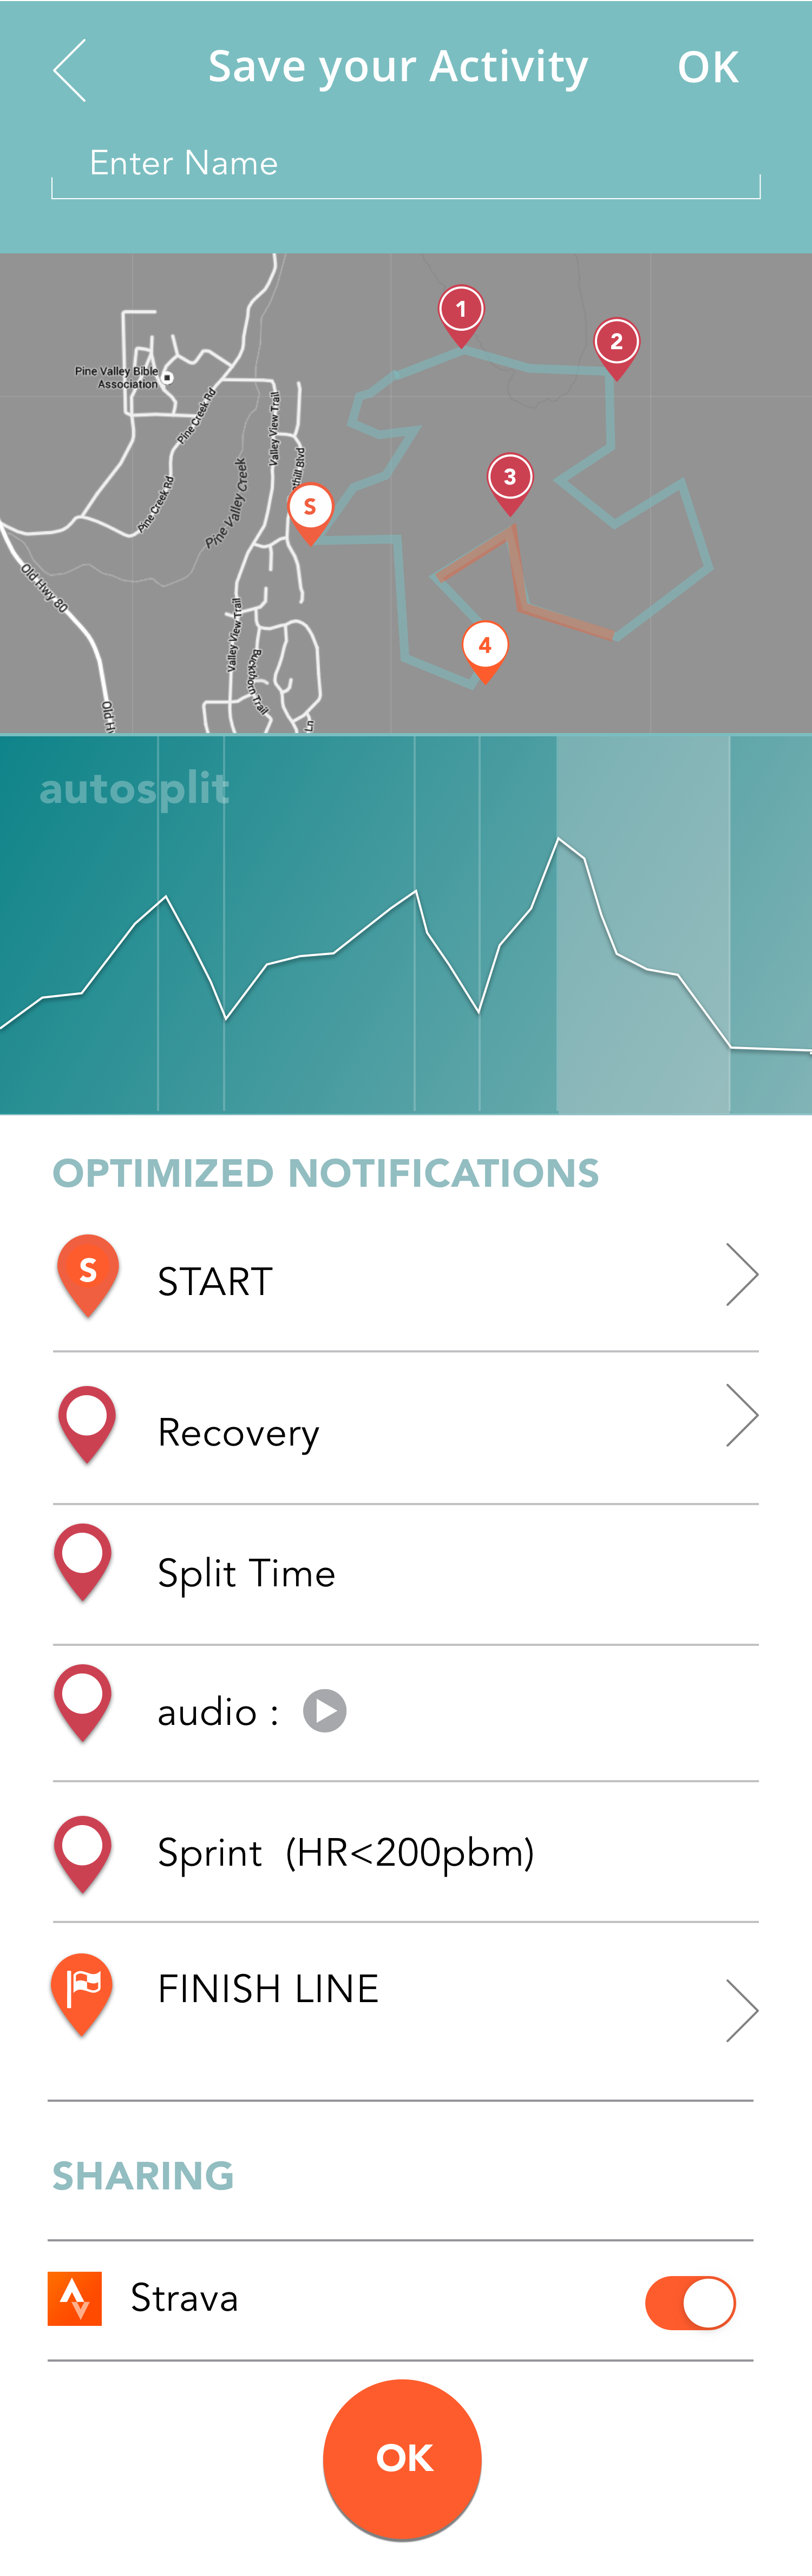 Save your Activity
OK
Enter Name
1
2
Pine Valley Bible
Association
Pine Creek Rd
Valley View Trail
3
Pine Creek Rd
Pine Valley Creek
S
Old Hwy 80
Valley View Trail
4
Buckthorn Trail
Ln
autosplit
OPTIMIZED NOTIFICATIONS
S
START
Recovery
Split Time
audio :
Sprint (HR<200pbm)
FINISH LINE
SHARING
Strava
OK